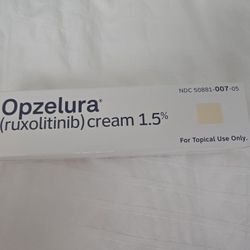 NDC 50881-007-05
Opzelura®
(ruxolitinib) cream 1.5%
For Topical Use Only.